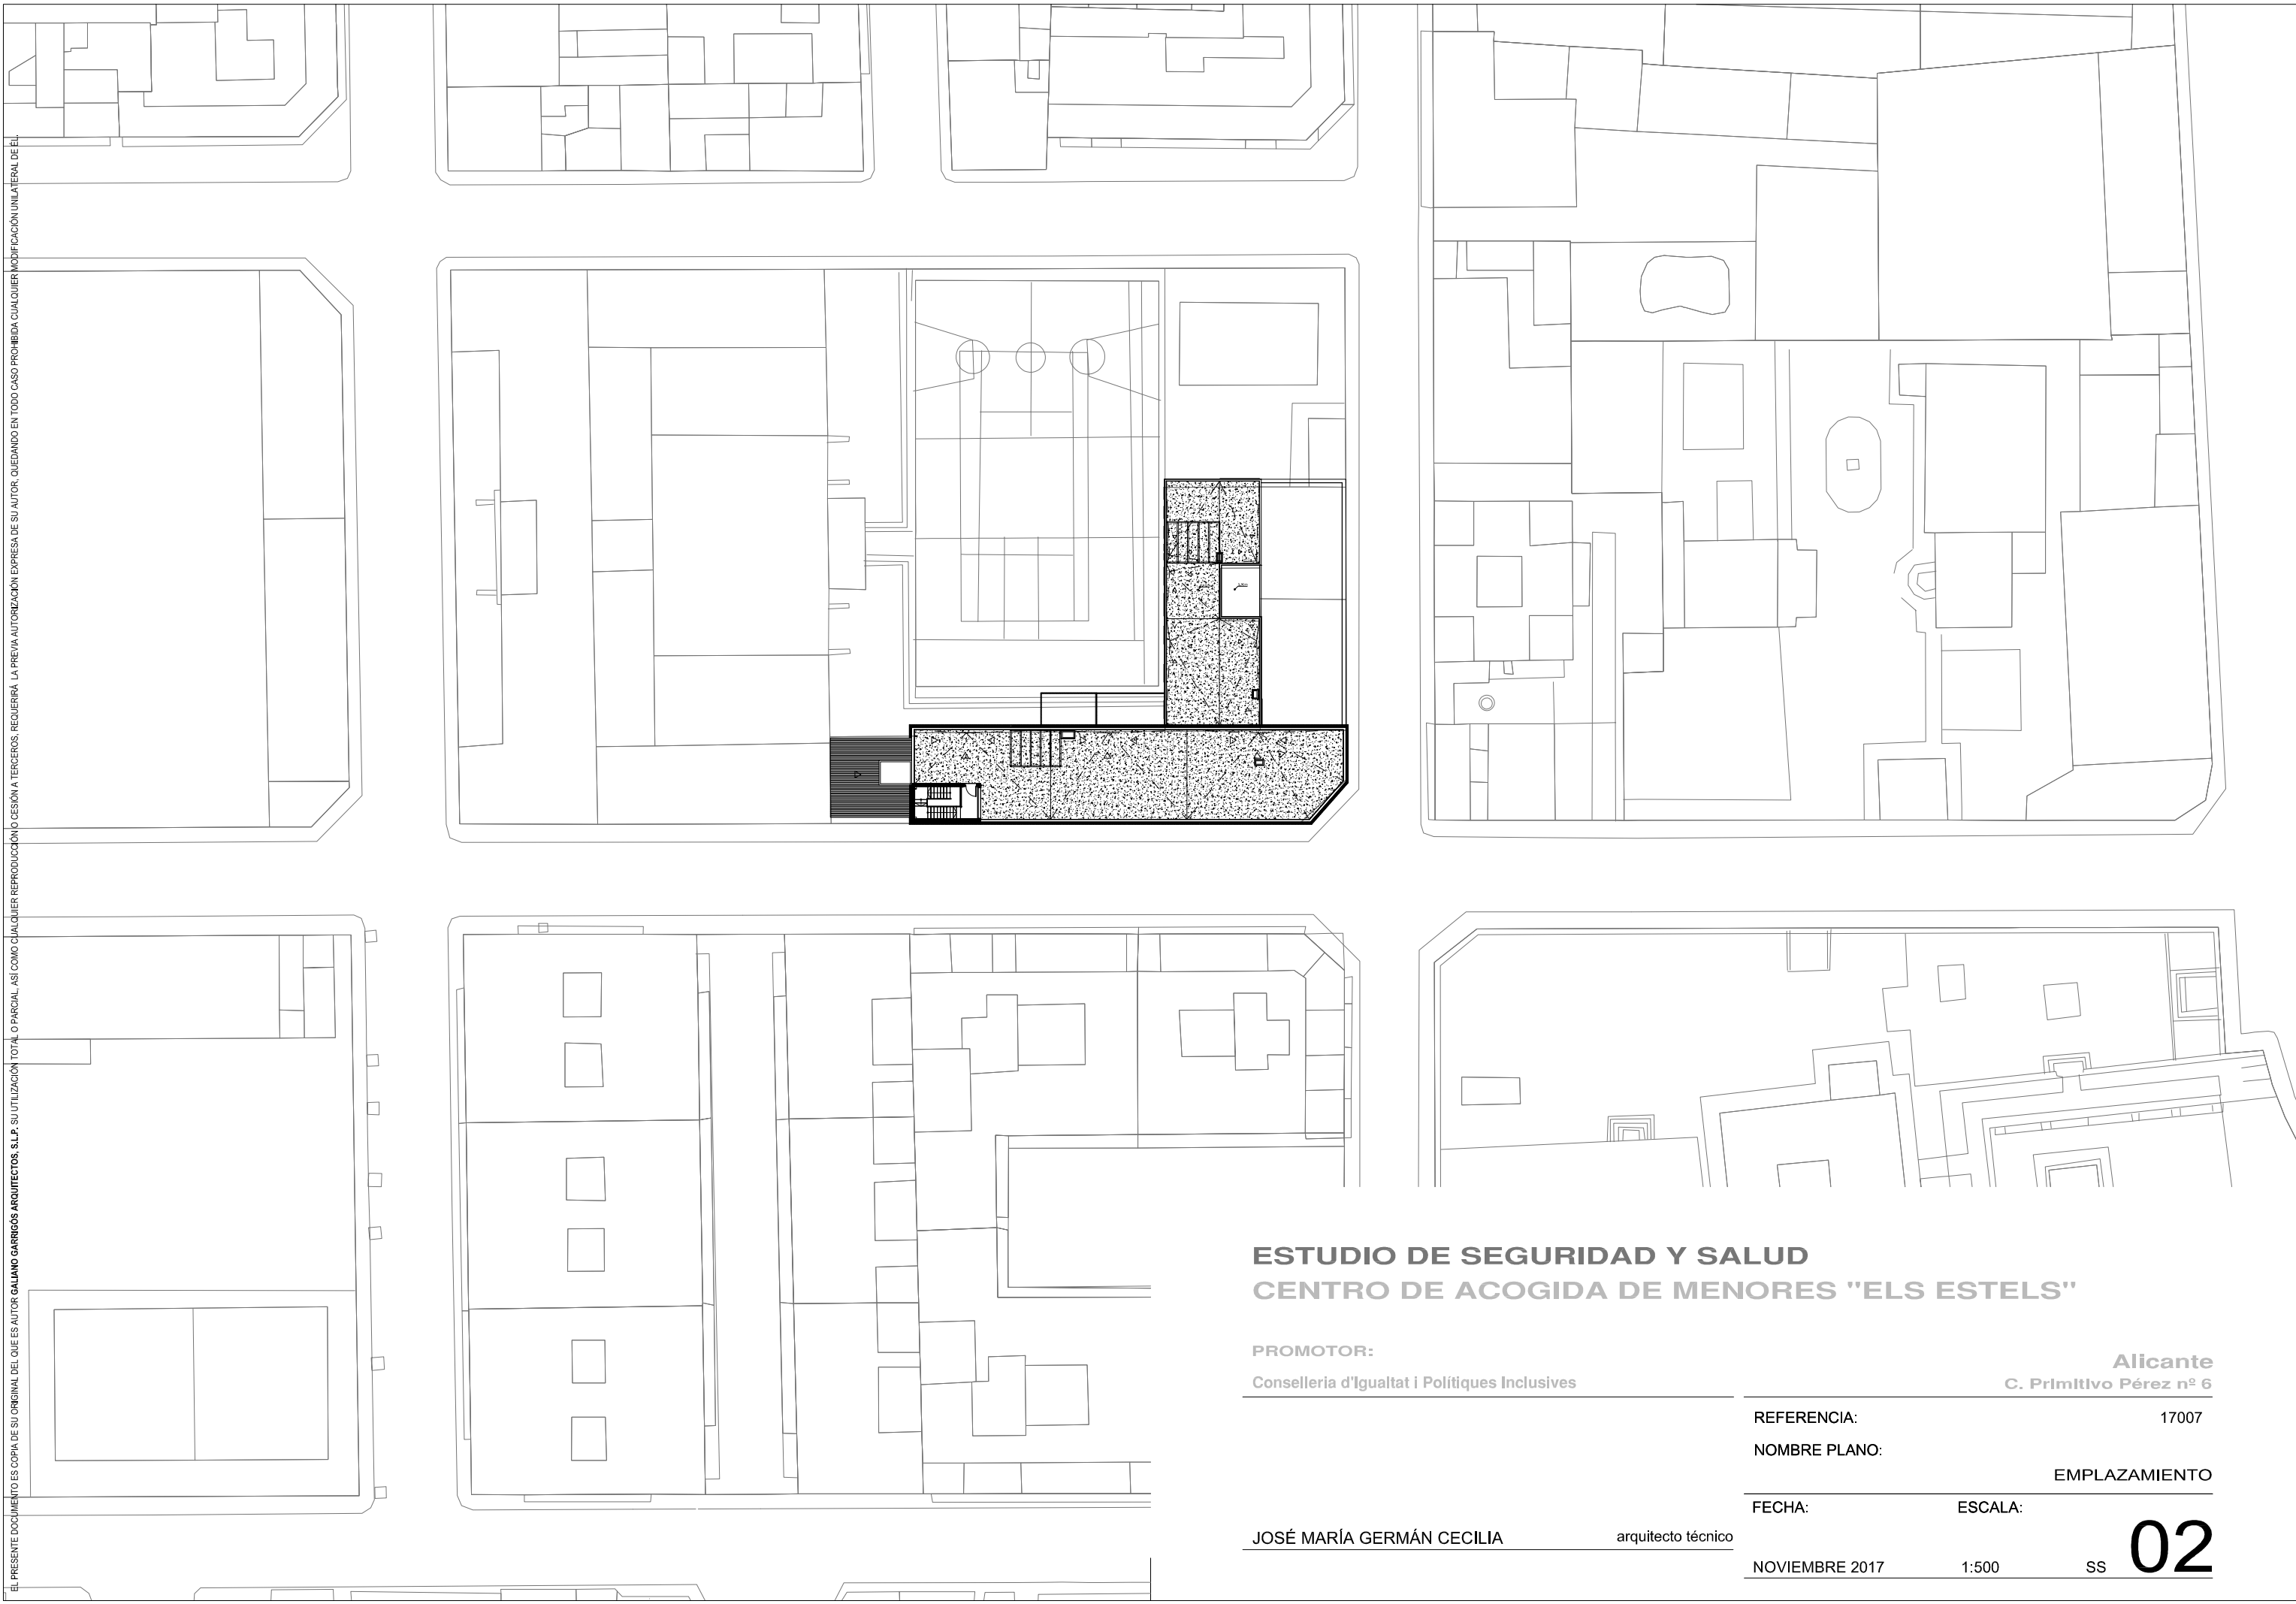 EL PRESENTE DOCUMENTO ES COPIA DE SU ORIGINAL DEL QUE ES AUTOR GALIANO GARRIGÓS ARQUITECTOS, S.L.P. SU UTILIZACIÓN TOTAL O PARCIAL, ASÍ COMO CUALQUIER REPRODUCCIÓN O CESIÓN A TERCEROS, REQUERIRÁ LA PREVIA AUTORIZACIÓN EXPRESA DE SU AUTOR, QUEDANDO EN TODO CASO PROHIBIDA CUALQUIER MODIFICACIÓN UNILATERAL DE ÉL.
ESTUDIO DE SEGURIDAD Y SALUD
CENTRO DE ACOGIDA DE MENORES "ELS ESTELS"
PROMOTOR:
Conselleria d'Igualtat i Polítiques Inclusives
Alicante
C. Primitivo Pérez nº 6
REFERENCIA: 17007
NOMBRE PLANO:
EMPLAZAMIENTO
FECHA: ESCALA:
JOSÉ MARÍA GERMÁN CECILIA arquitecto técnico
NOVIEMBRE 2017 1:500 SS 02